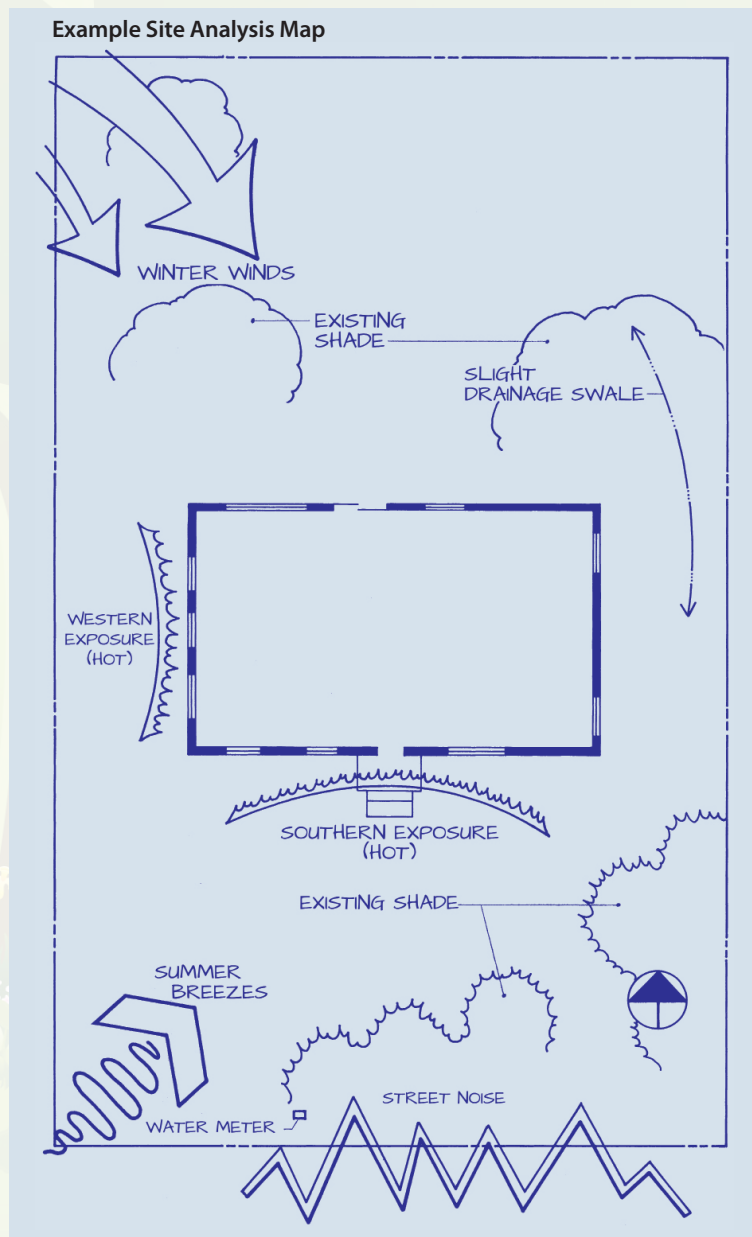 Example Site Analysis Map
WINTER WINDS
EXISTING
SHADE
SLIGHT
DRAINAGE SWALE
WESTERN
EXPOSURE
(HOT)
SOUTHERN EXPOSURE
(HOT)
EXISTING SHADE
SUMMER
BREEZES
STREET NOISE
WATER METER